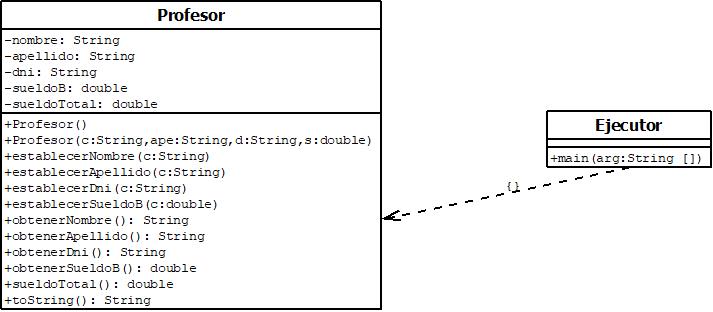 Profesor
-nombre: String
-apellido: String
-dni: String
-sueldoB: double
-sueldoTotal: double
+Profesor()
+Profesor(c:String,ape:String,d:String,s:double)
+establecerNombre(c:String)
+establecerApellido(c:String)
+establecerDni(c:String)
+establecerSueldoB(c:double)
+obtenerNombre(): String
+obtenerApellido(): String
+obtenerDni(): String
+obtenerSueldoB(): double
+sueldoTotal(): double
+toString(): String
Ejecutor
+main(arg:String [])
{}